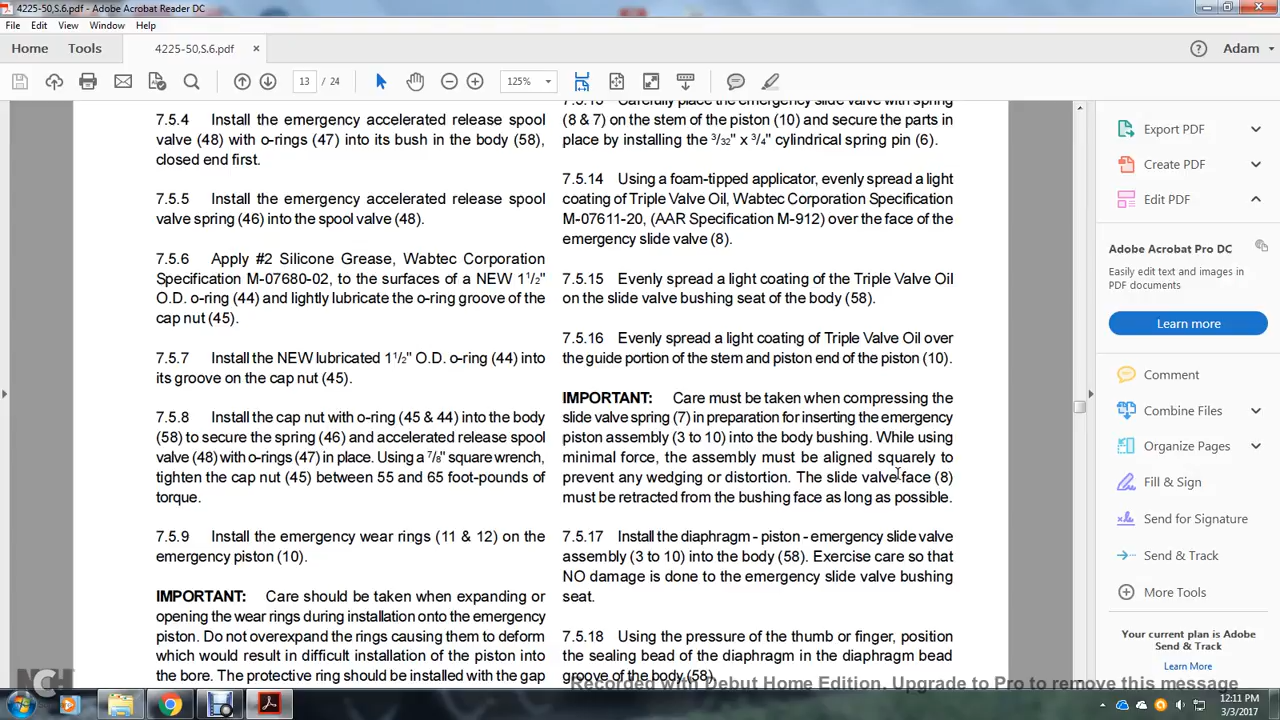 4225-50,S.6.pdf - Adobe Acrobat Reader DC
File Edit View Window Help
Home Tools 4225-50,S.6.pdf × Adam
13 / 24 125%
7.5.4 Install the emergency accelerated release spool
valve (48) with o-rings (47) into its bush in the body (58),
closed end first.
7.5.5 Install the emergency accelerated release spool
valve spring (46) into the spool valve (48).
7.5.6 Apply #2 Silicone Grease, Wabtec Corporation
Specification M-07680-02, to the surfaces of a NEW 1 1/2"
O.D. o-ring (44) and lightly lubricate the o-ring groove of the
cap nut (45).
7.5.7 Install the NEW lubricated 1 1/2" O.D. o-ring (44) into
its groove on the cap nut (45).
7.5.8 Install the cap nut with o-ring (45 & 44) into the body
(58) to secure the spring (46) and accelerated release spool
valve (48) with o-rings (47) in place. Using a 7/8" square wrench,
tighten the cap nut (45) between 55 and 65 foot-pounds of
torque.
7.5.9 Install the emergency wear rings (11 & 12) on the
emergency piston (10).
IMPORTANT: Care should be taken when expanding or
opening the wear rings during installation onto the emergency
piston. Do not overexpand the rings causing them to deform
which would result in difficult installation of the piston into
the bore. The protective ring should be installed with the gap
7.5.13 Carefully place the emergency slide valve with spring
(8 & 7) on the stem of the piston (10) and secure the parts in
place by installing the 3/32" x 3/4" cylindrical spring pin (6).
7.5.14 Using a foam-tipped applicator, evenly spread a light
coating of Triple Valve Oil, Wabtec Corporation Specification
M-07611-20, (AAR Specification M-912) over the face of the
emergency slide valve (8).
7.5.15 Evenly spread a light coating of the Triple Valve Oil
on the slide valve bushing seat of the body (58).
7.5.16 Evenly spread a light coating of Triple Valve Oil over
the guide portion of the stem and piston end of the piston (10).
IMPORTANT: Care must be taken when compressing the
slide valve spring (7) in preparation for inserting the emergency
piston assembly (3 to 10) into the body bushing. While using
minimal force, the assembly must be aligned squarely to
prevent any wedging or distortion. The slide valve face (8)
must be retracted from the bushing face as long as possible.
7.5.17 Install the diaphragm - piston - emergency slide valve
assembly (3 to 10) into the body (58). Exercise care so that
NO damage is done to the emergency slide valve bushing
seat.
7.5.18 Using the pressure of the thumb or finger, position
the sealing bead of the diaphragm in the diaphragm bead
groove of the body (58).
Export PDF
Create PDF
Edit PDF
Adobe Acrobat Pro DC
Easily edit text and images in
PDF documents
Learn more
Comment
Combine Files
Organize Pages
Fill & Sign
Send for Signature
Send & Track
More Tools
Your current plan is Adobe
Send & Track
Learn More
NCH
Recorded with Debut Home Edition. Upgrade to Pro to remove this message
12:11 PM
3/3/2017